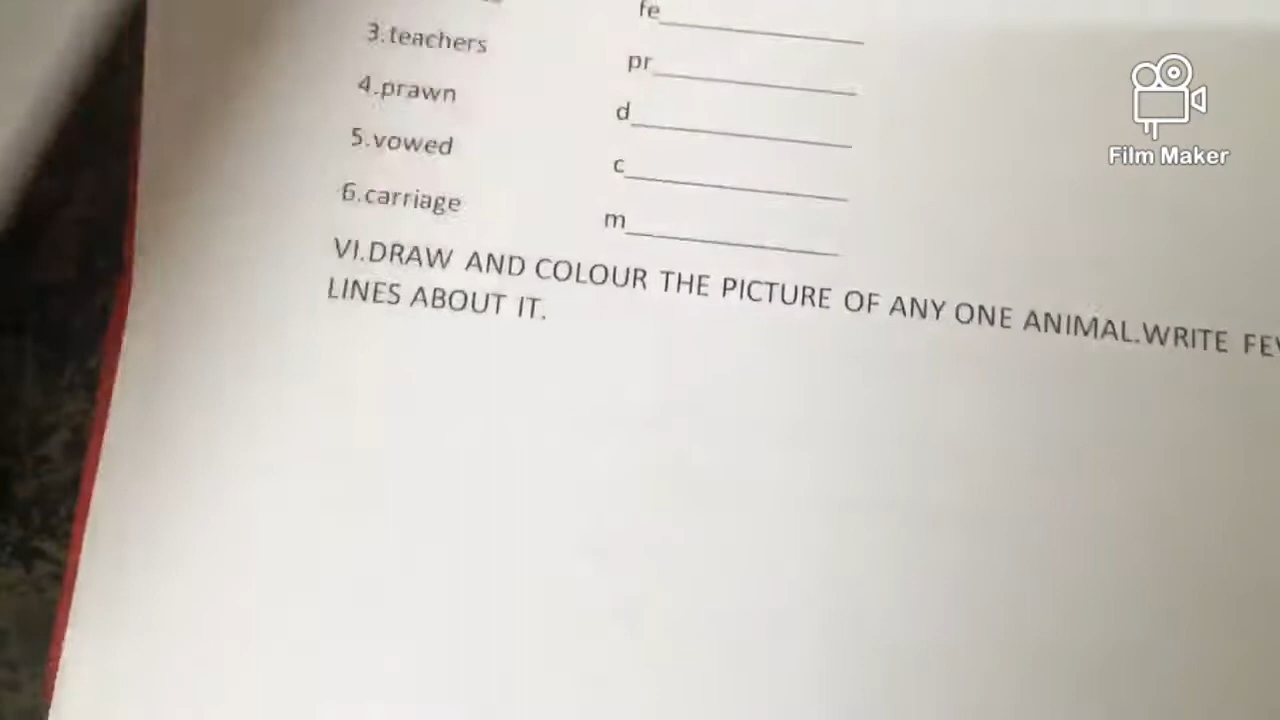 fe
3.teachers pr
4.prawn d
5.vowed c
6.carriage m
VI.DRAW AND COLOUR THE PICTURE OF ANY ONE ANIMAL.WRITE
LINES ABOUT IT.
Film Maker